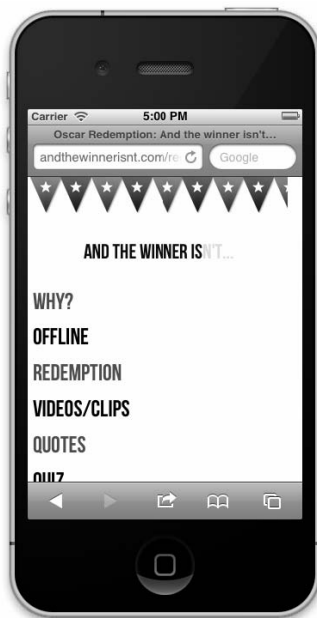 Carrier 5:00 PM
Oscar Redemption: And the winner isn't...
andthewinnerisnt.com/re
Google
AND THE WINNER ISN'T...
WHY?
OFFLINE
REDEMPTION
VIDEOS/CLIPS
QUOTES
QUIZ